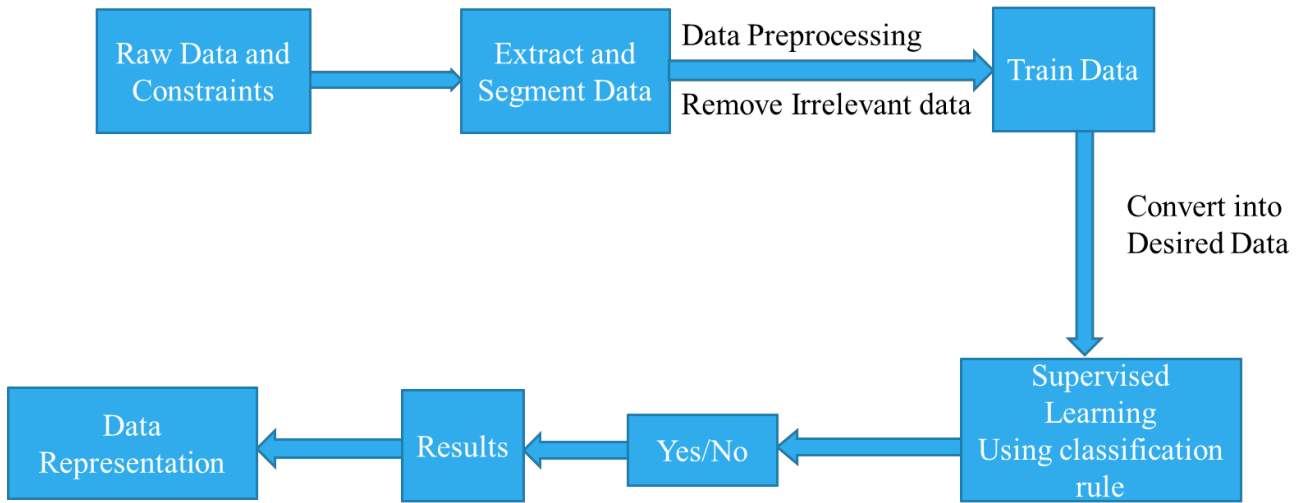 Raw Data and
Constraints
Extract and
Segment Data
Data Preprocessing
Remove Irrelevant data
Train Data
Convert into
Desired Data
Supervised
Learning
Using classification
rule
Yes/No
Results
Data
Representation